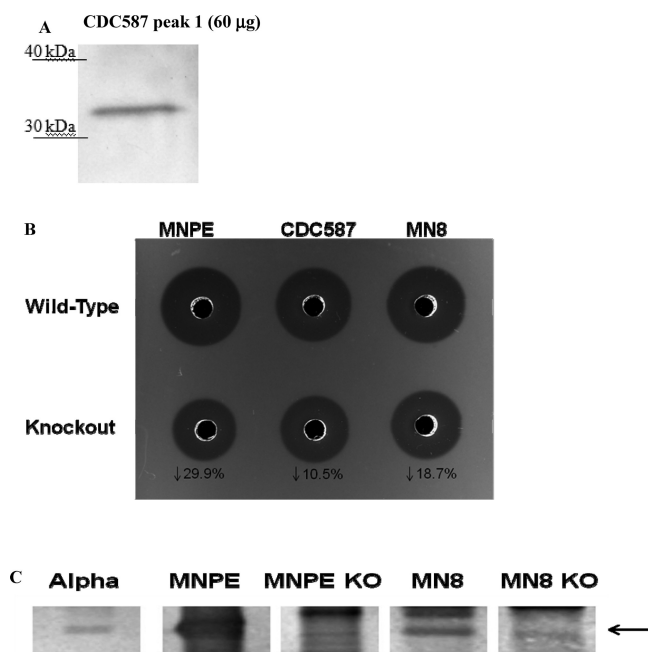 A
CDC587 peak 1 (60 µg)
40 kDa
30 kDa
B
MNPE CDC587 MN8
Wild-Type
Knockout
↓29.9% ↓10.5% ↓18.7%
C
Alpha MNPE MNPE KO MN8 MN8 KO